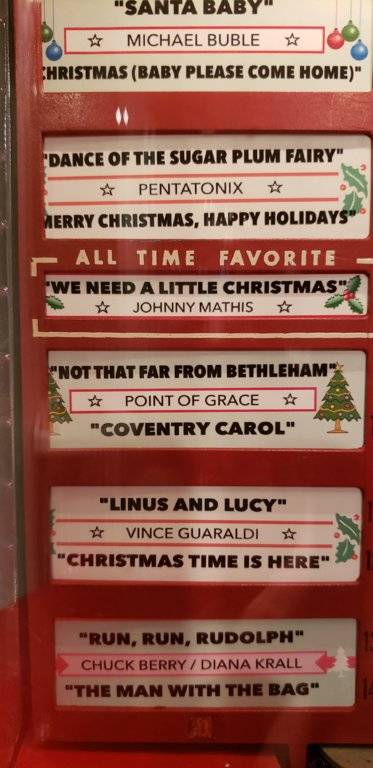 "SANTA BABY"
☆ MICHAEL BUBLE ☆
CHRISTMAS (BABY PLEASE COME HOME)"
"DANCE OF THE SUGAR PLUM FAIRY"
☆ PENTATONIX ☆
MERRY CHRISTMAS, HAPPY HOLIDAYS"
ALL TIME FAVORITE
"WE NEED A LITTLE CHRISTMAS"
☆ JOHNNY MATHIS ☆
"NOT THAT FAR FROM BETHLEHAM"
☆ POINT OF GRACE ☆
"COVENTRY CAROL"
"LINUS AND LUCY"
☆ VINCE GUARALDI ☆
"CHRISTMAS TIME IS HERE"
"RUN, RUN, RUDOLPH"
CHUCK BERRY / DIANA KRALL
"THE MAN WITH THE BAG"